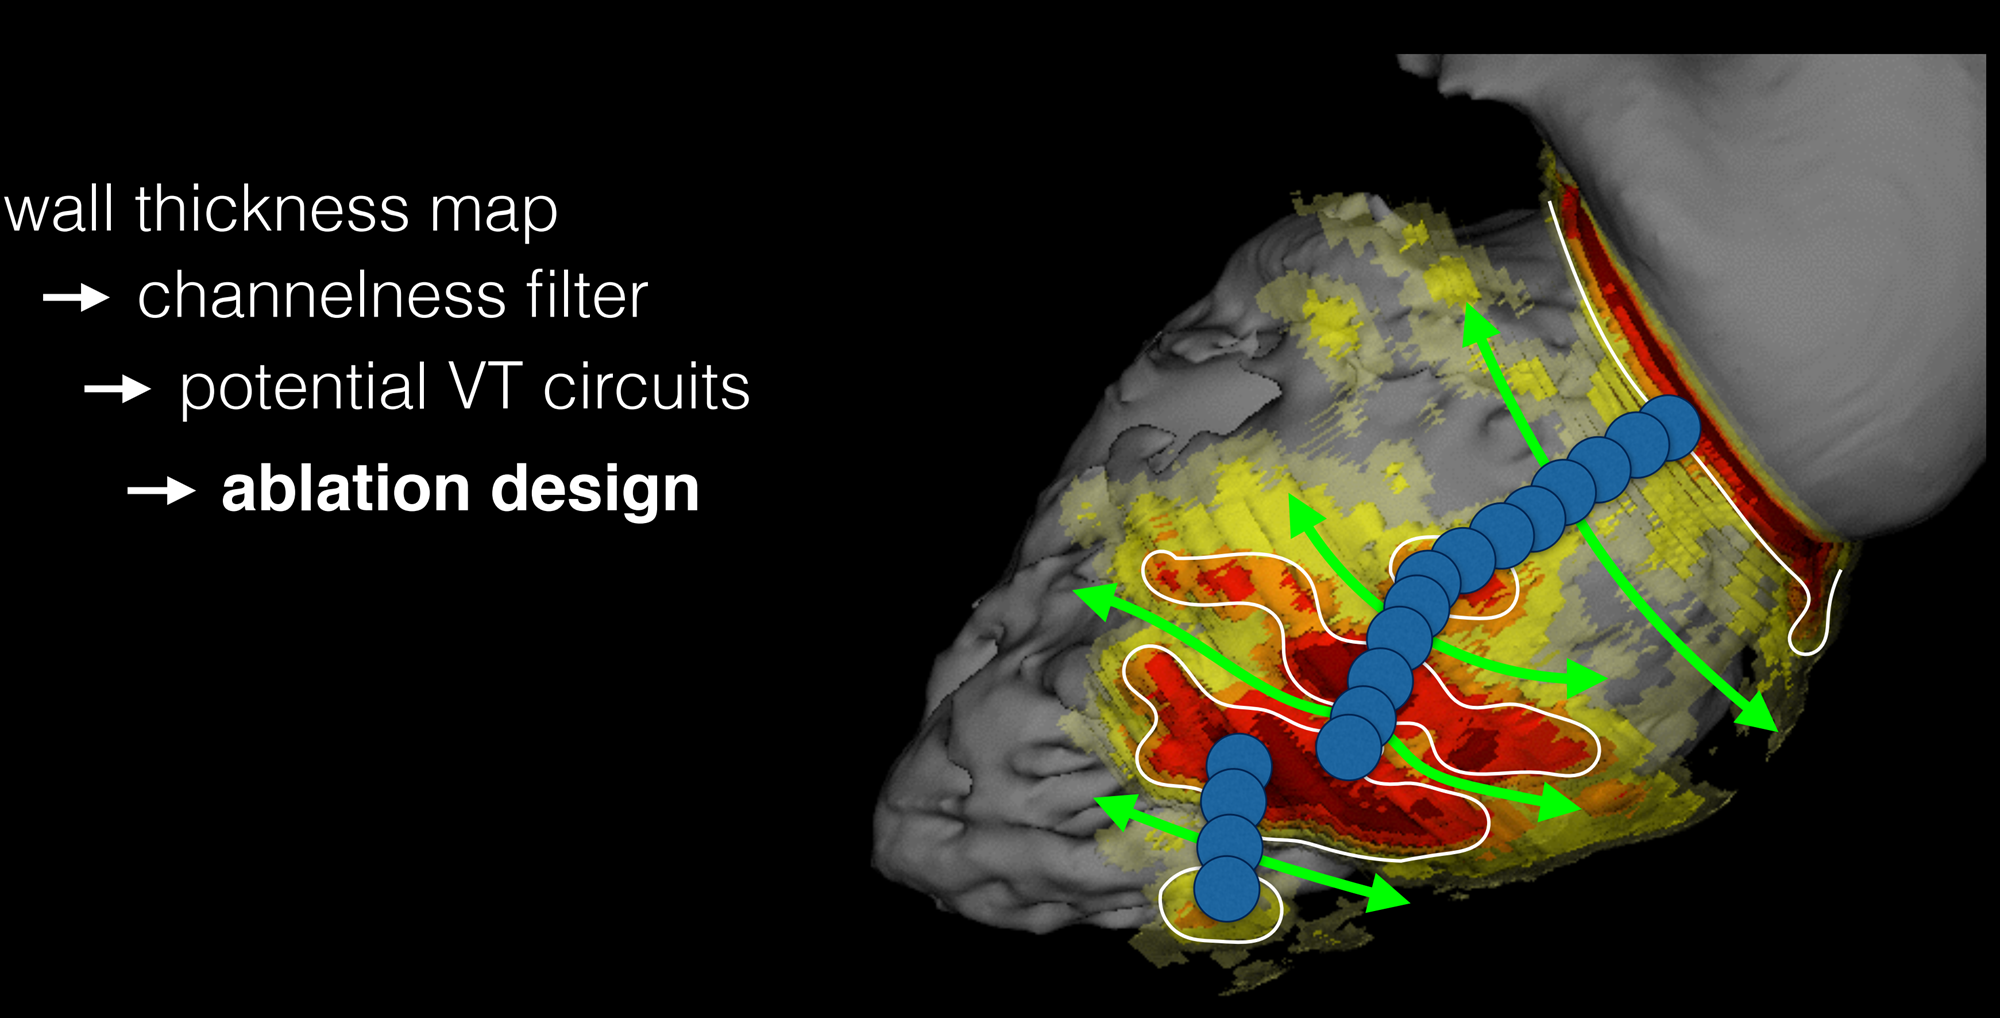 wall thickness map
→ channelness filter
→ potential VT circuits
→ ablation design